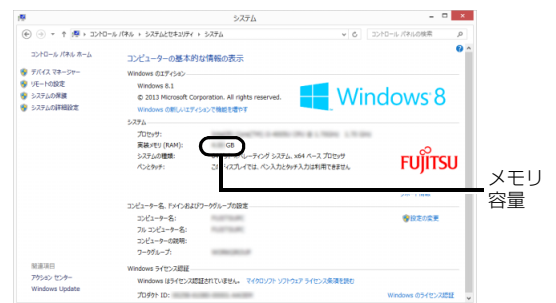 システム
コントロール パネル ▸ システムとセキュリティ ▸ システム
コントロール パネルの検索
コントロール パネル ホーム
デバイス マネージャー
リモートの設定
システムの保護
システムの詳細設定
コンピューターの基本的な情報の表示
Windows のエディション
Windows 8.1
© 2013 Microsoft Corporation. All rights reserved.
Windows の新しいエディションで機能を増やす
Windows 8
システム
プロセッサ:
実装メモリ (RAM): GB
システムの種類: オペレーティング システム、x64 ベース プロセッサ
ペンとタッチ: ディスプレイでは、ペン入力とタッチ入力は利用できません
FUJITSU
メモリ
容量
コンピューター名、ドメインおよびワークグループの設定
コンピューター名:
設定の変更
フル コンピューター名:
コンピューターの説明:
ワークグループ:
Windows ライセンス認証
Windows はライセンス認証されていません。 マイクロソフト ソフトウェア ライセンス条項を読む
プロダクト ID:
Windows のライセンス認証
関連項目
アクション センター
Windows Update